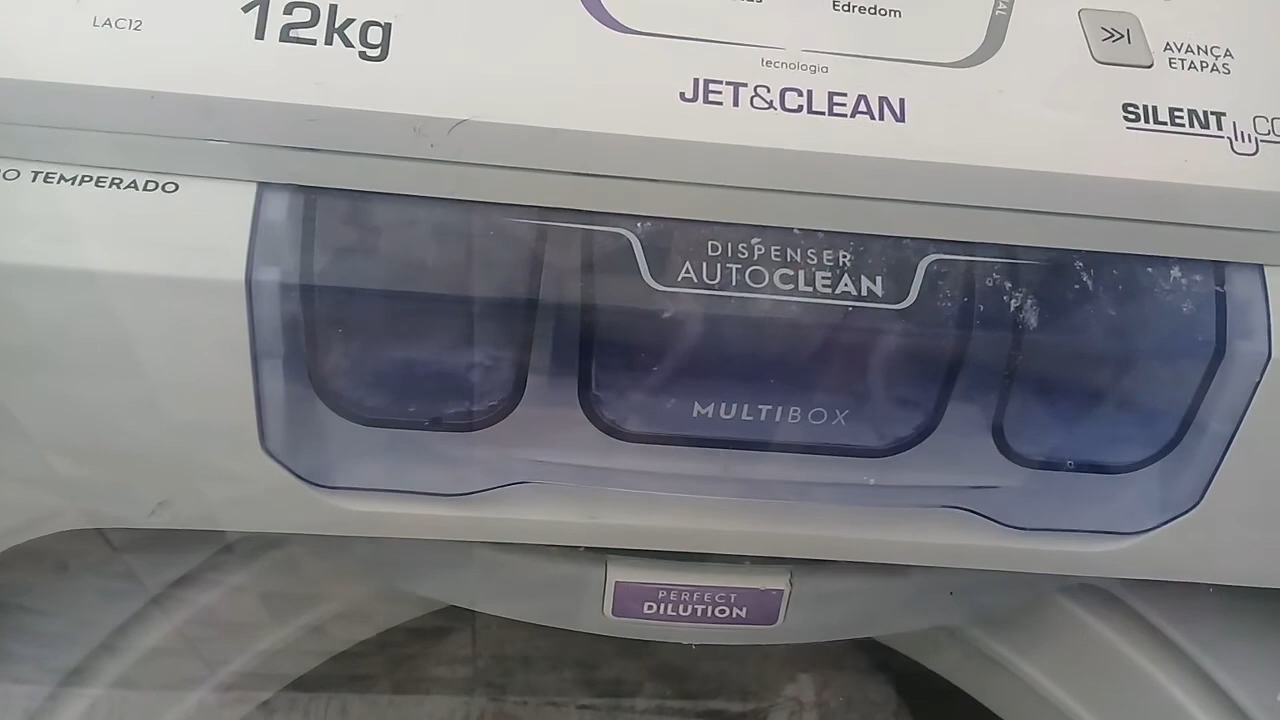 LAC12
12kg
Edredom
tecnologia
JET&CLEAN
AVANÇA
ETAPAS
SILENT
TEMPERADO
DISPENSER
AUTOCLEAN
MULTIBOX
PERFECT
DILUTION